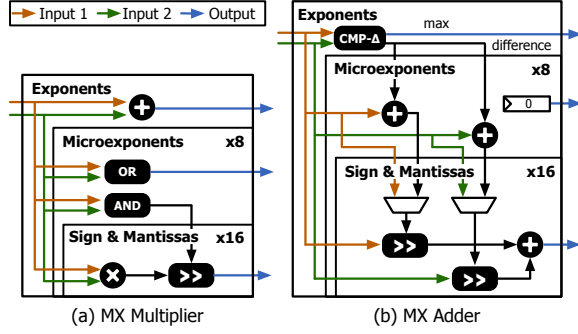 Input 1 Input 2 Output
Exponents
+
Microexponents x8
OR
AND
Sign & Mantissas x16
× >>
(a) MX Multiplier
Exponents
CMP-Δ max
difference
Microexponents x8
0
+
+
Sign & Mantissas x16
>> +
>>
(b) MX Adder